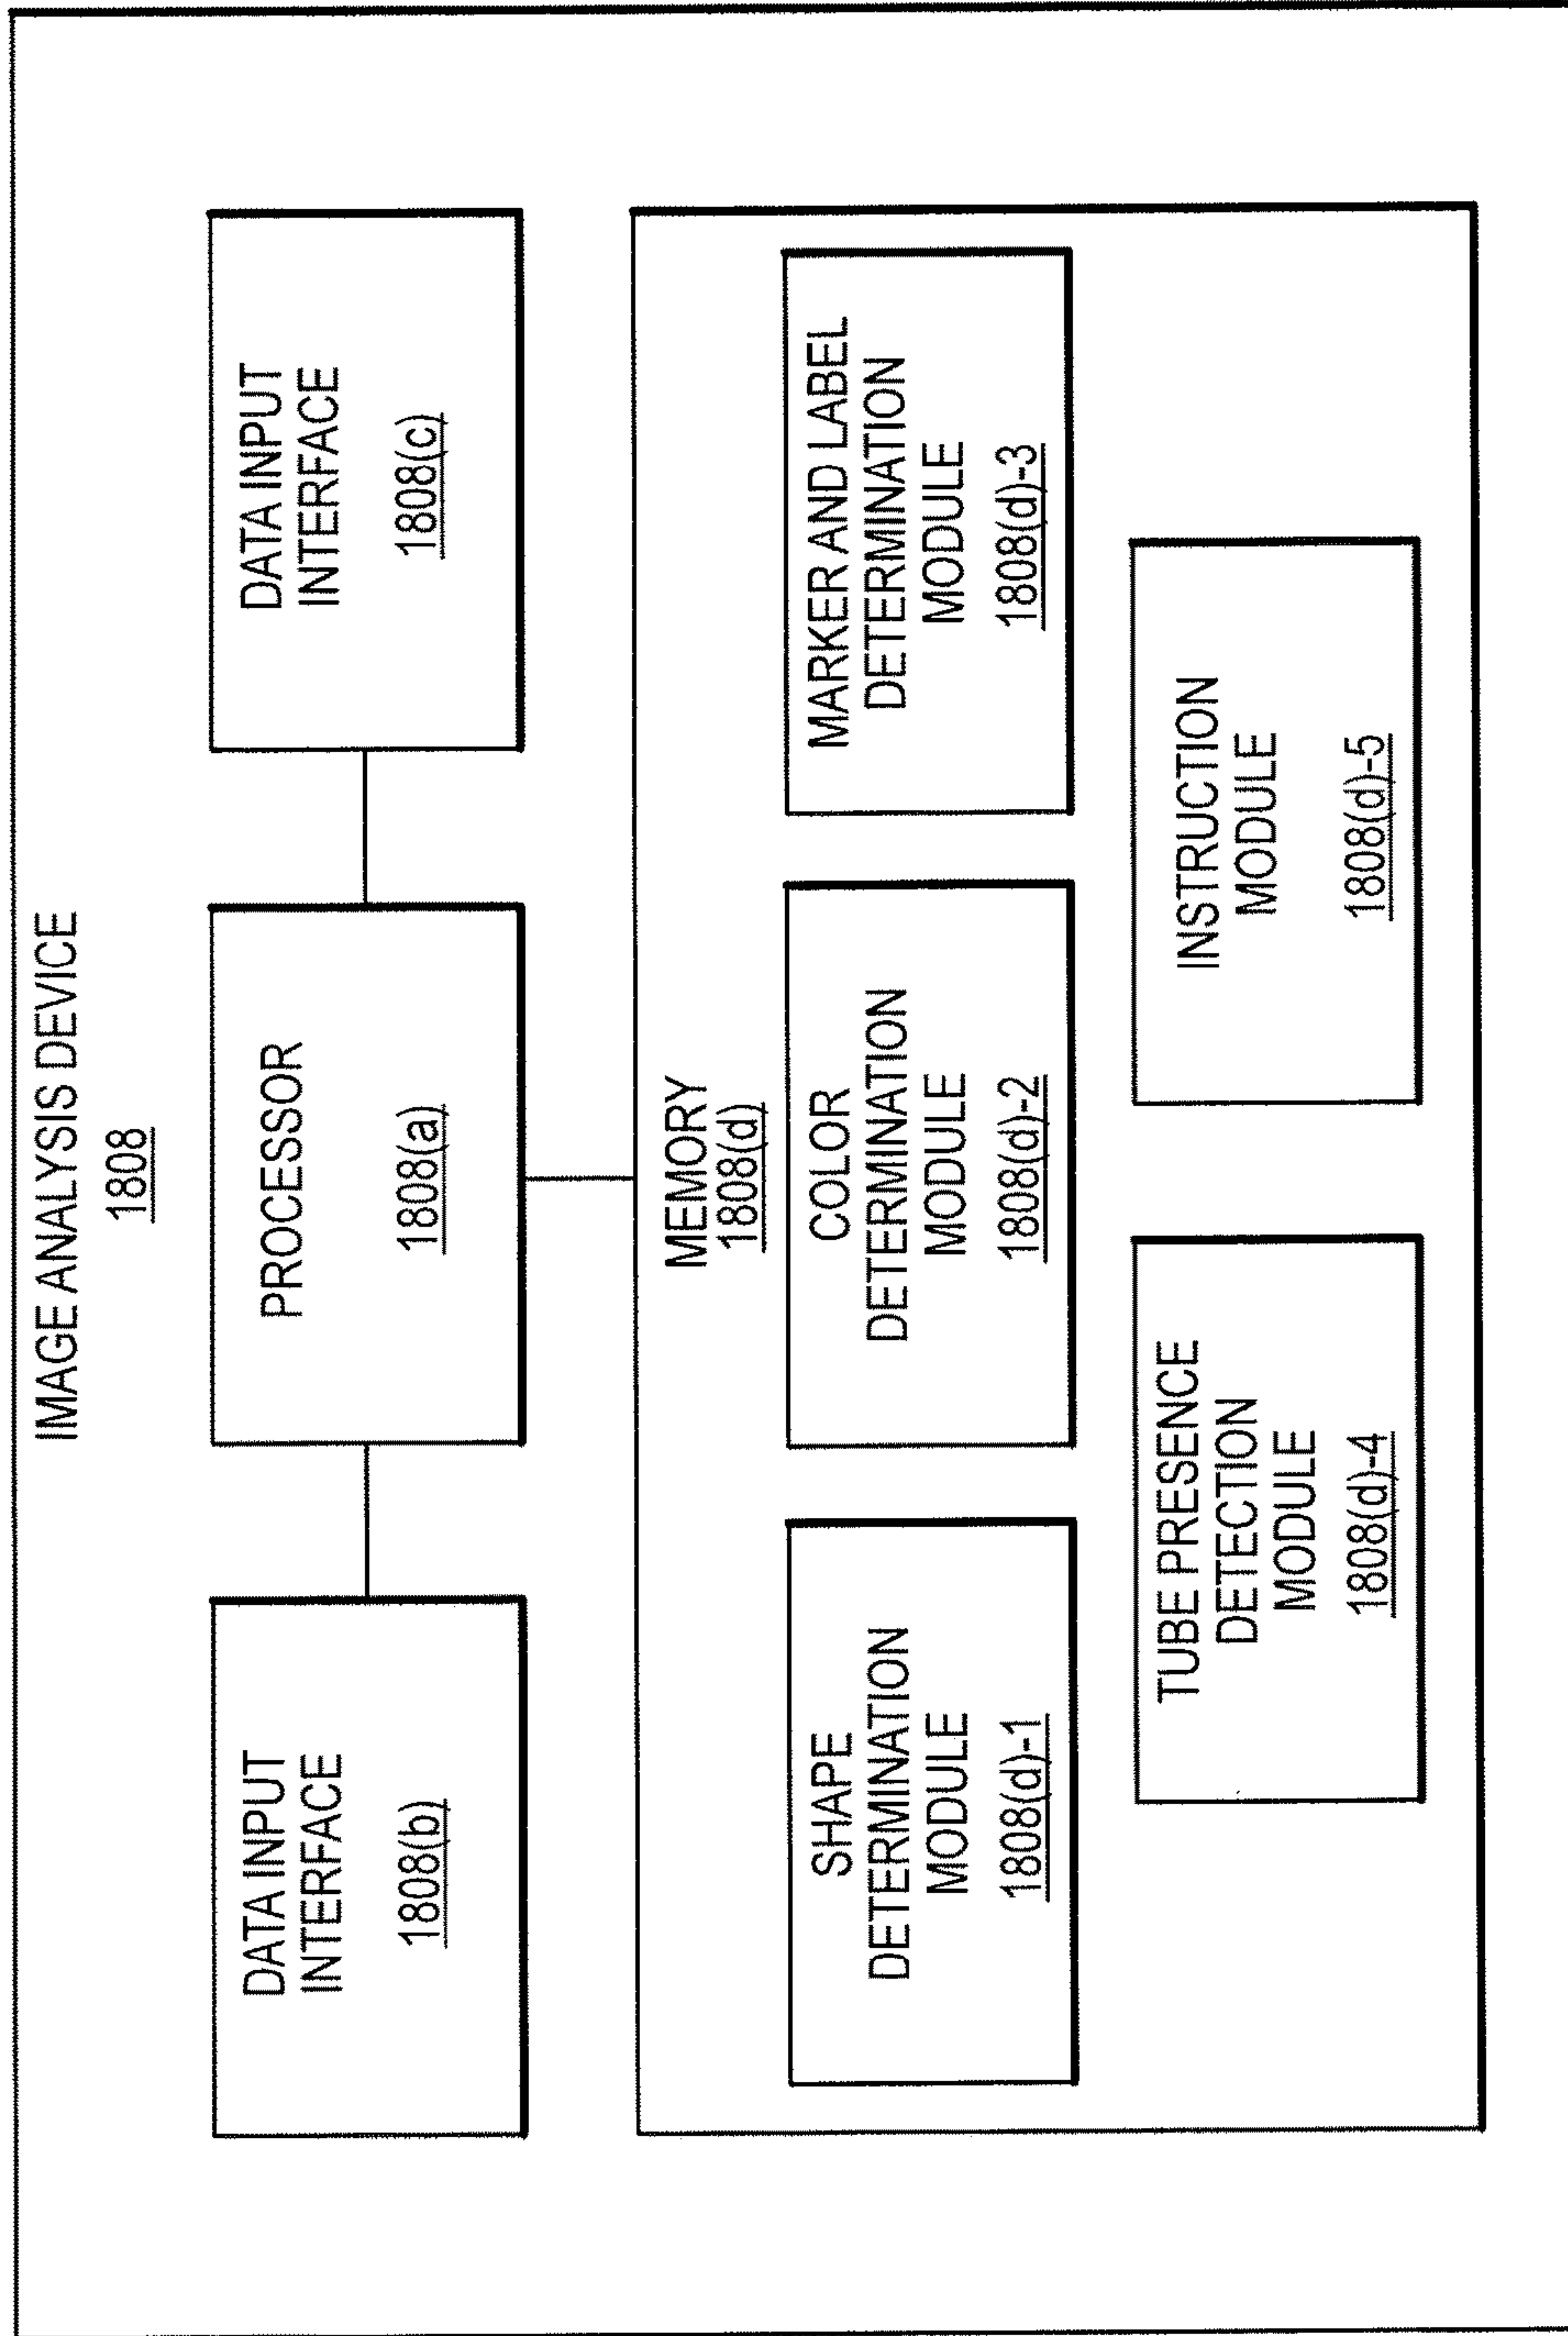 IMAGE ANALYSIS DEVICE
1808
DATA INPUT
INTERFACE
1808(b)
PROCESSOR
1808(a)
DATA INPUT
INTERFACE
1808(c)
MEMORY
1808(d)
SHAPE
DETERMINATION
MODULE
1808(d)-1
COLOR
DETERMINATION
MODULE
1808(d)-2
MARKER AND LABEL
DETERMINATION
MODULE
1808(d)-3
TUBE PRESENCE
DETECTION
MODULE
1808(d)-4
INSTRUCTION
MODULE
1808(d)-5